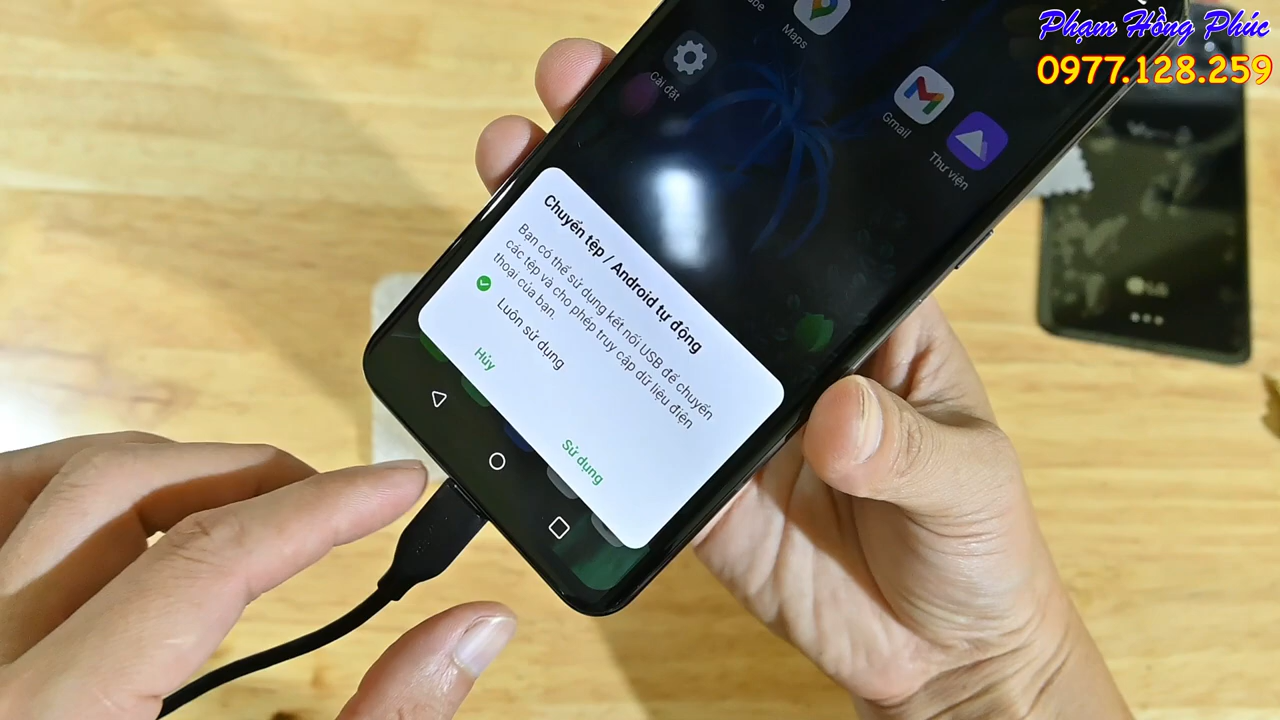 Phạm Hồng Phúc
0977.128.259
Maps
Cài đặt
Gmail
Thư viện
Chuyển tệp / Android tự động
Bạn có thể sử dụng kết nối USB để chuyển
các tệp và cho phép truy cập dữ liệu điện
thoại của bạn.
Luôn sử dụng
Hủy
Sử dụng
LG